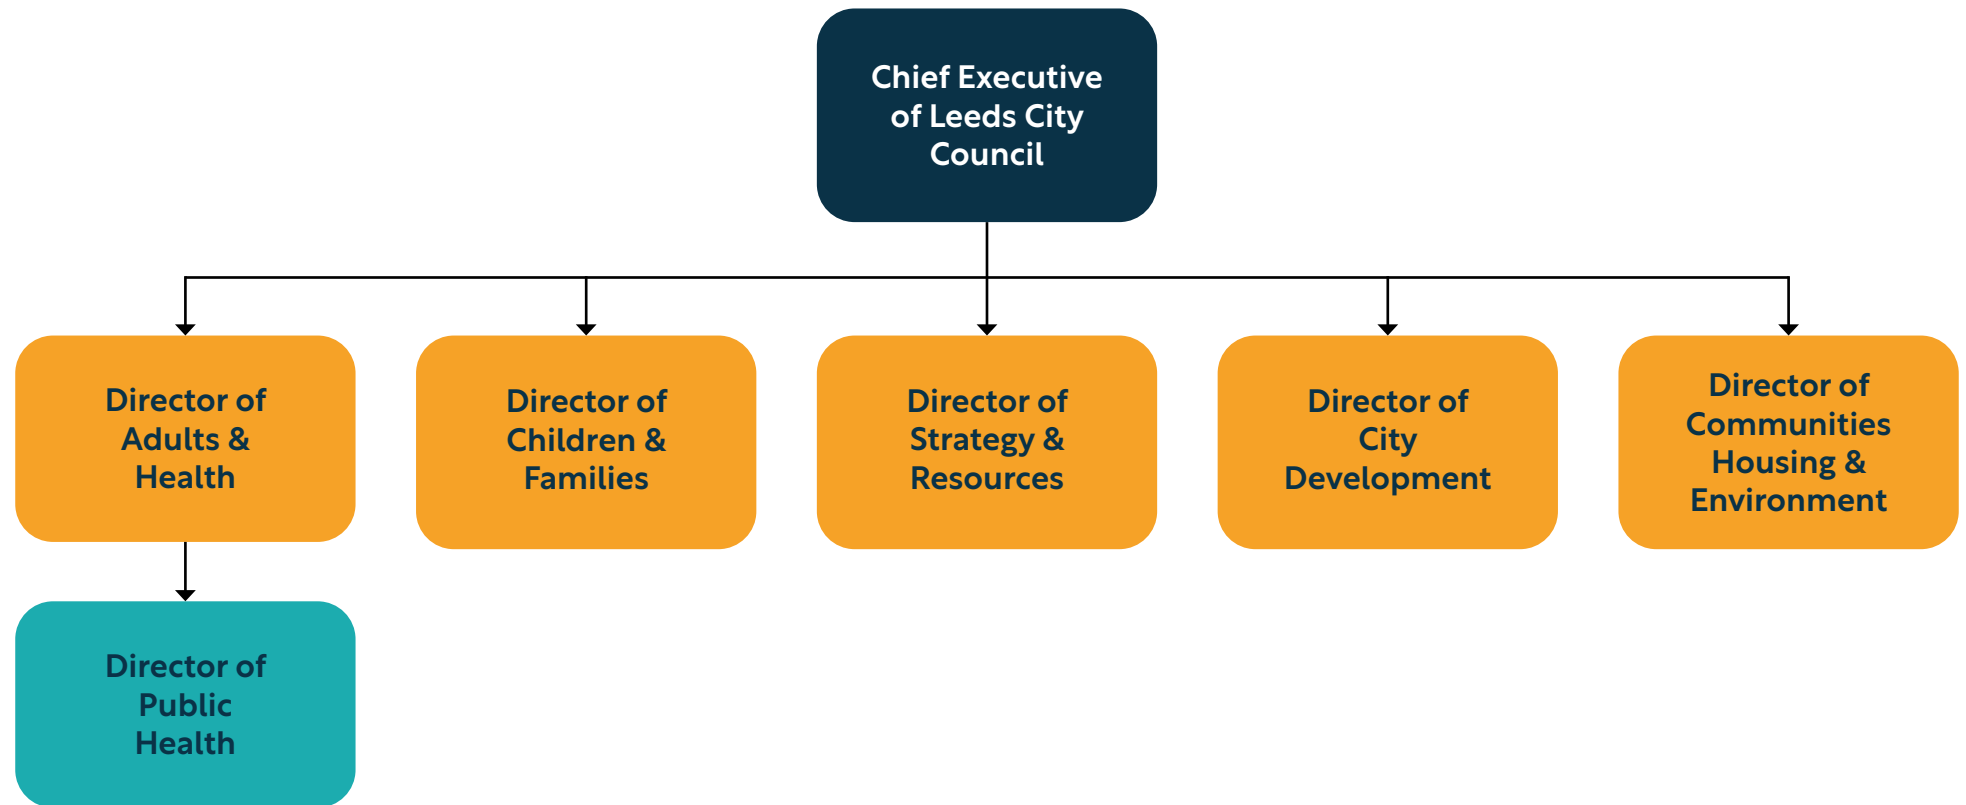 Chief Executive
of Leeds City
Council
Director of
Adults &
Health
Director of
Children &
Families
Director of
Strategy &
Resources
Director of
City
Development
Director of
Communities
Housing &
Environment
Director of
Public
Health